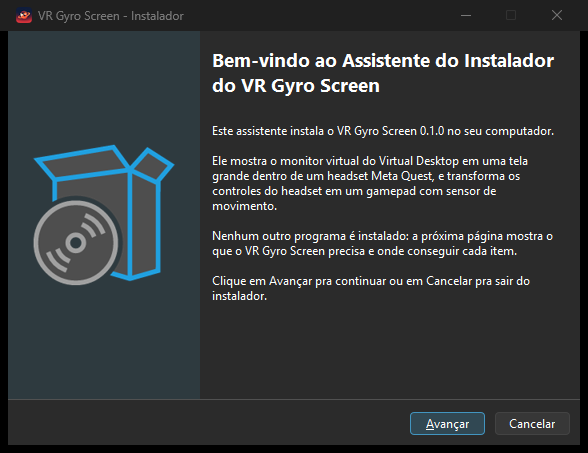 VR Gyro Screen - Instalador
Bem-vindo ao Assistente do Instalador
do VR Gyro Screen
Este assistente instala o VR Gyro Screen 0.1.0 no seu computador.
Ele mostra o monitor virtual do Virtual Desktop em uma tela
grande dentro de um headset Meta Quest, e transforma os
controles do headset em um gamepad com sensor de
movimento.
Nenhum outro programa é instalado: a próxima página mostra o
que o VR Gyro Screen precisa e onde conseguir cada item.
Clique em Avançar pra continuar ou em Cancelar pra sair do
instalador.
Avançar
Cancelar